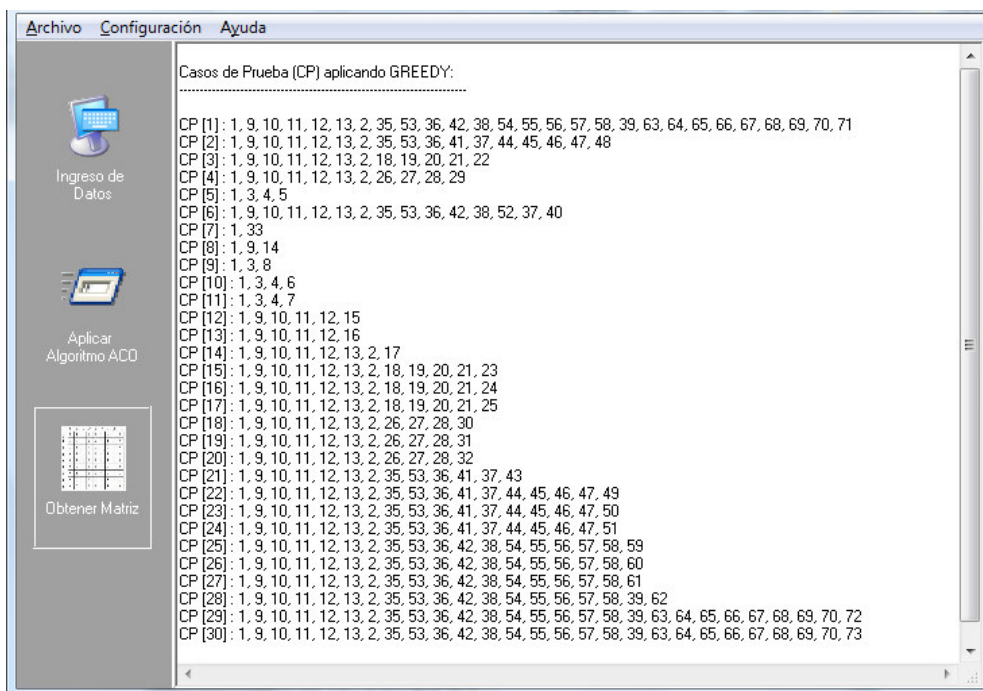 Archivo Configuración Ayuda
Ingreso de
Datos
Aplicar
Algoritmo ACO
Obtener Matriz
Casos de Prueba (CP) aplicando GREEDY:
--------------------------------------------------------------------
CP [1] : 1, 9, 10, 11, 12, 13, 2, 35, 53, 36, 42, 38, 54, 55, 56, 57, 58, 39, 63, 64, 65, 66, 67, 68, 69, 70, 71
CP [2] : 1, 9, 10, 11, 12, 13, 2, 35, 53, 36, 41, 37, 44, 45, 46, 47, 48
CP [3] : 1, 9, 10, 11, 12, 13, 2, 18, 19, 20, 21, 22
CP [4] : 1, 9, 10, 11, 12, 13, 2, 26, 27, 28, 29
CP [5] : 1, 3, 4, 5
CP [6] : 1, 9, 10, 11, 12, 13, 2, 35, 53, 36, 42, 38, 52, 37, 40
CP [7] : 1, 33
CP [8] : 1, 9, 14
CP [9] : 1, 3, 8
CP [10] : 1, 3, 4, 6
CP [11] : 1, 3, 4, 7
CP [12] : 1, 9, 10, 11, 12, 15
CP [13] : 1, 9, 10, 11, 12, 16
CP [14] : 1, 9, 10, 11, 12, 13, 2, 17
CP [15] : 1, 9, 10, 11, 12, 13, 2, 18, 19, 20, 21, 23
CP [16] : 1, 9, 10, 11, 12, 13, 2, 18, 19, 20, 21, 24
CP [17] : 1, 9, 10, 11, 12, 13, 2, 18, 19, 20, 21, 25
CP [18] : 1, 9, 10, 11, 12, 13, 2, 26, 27, 28, 30
CP [19] : 1, 9, 10, 11, 12, 13, 2, 26, 27, 28, 31
CP [20] : 1, 9, 10, 11, 12, 13, 2, 26, 27, 28, 32
CP [21] : 1, 9, 10, 11, 12, 13, 2, 35, 53, 36, 41, 37, 43
CP [22] : 1, 9, 10, 11, 12, 13, 2, 35, 53, 36, 41, 37, 44, 45, 46, 47, 49
CP [23] : 1, 9, 10, 11, 12, 13, 2, 35, 53, 36, 41, 37, 44, 45, 46, 47, 50
CP [24] : 1, 9, 10, 11, 12, 13, 2, 35, 53, 36, 41, 37, 44, 45, 46, 47, 51
CP [25] : 1, 9, 10, 11, 12, 13, 2, 35, 53, 36, 42, 38, 54, 55, 56, 57, 58, 59
CP [26] : 1, 9, 10, 11, 12, 13, 2, 35, 53, 36, 42, 38, 54, 55, 56, 57, 58, 60
CP [27] : 1, 9, 10, 11, 12, 13, 2, 35, 53, 36, 42, 38, 54, 55, 56, 57, 58, 61
CP [28] : 1, 9, 10, 11, 12, 13, 2, 35, 53, 36, 42, 38, 54, 55, 56, 57, 58, 39, 62
CP [29] : 1, 9, 10, 11, 12, 13, 2, 35, 53, 36, 42, 38, 54, 55, 56, 57, 58, 39, 63, 64, 65, 66, 67, 68, 69, 70, 72
CP [30] : 1, 9, 10, 11, 12, 13, 2, 35, 53, 36, 42, 38, 54, 55, 56, 57, 58, 39, 63, 64, 65, 66, 67, 68, 69, 70, 73